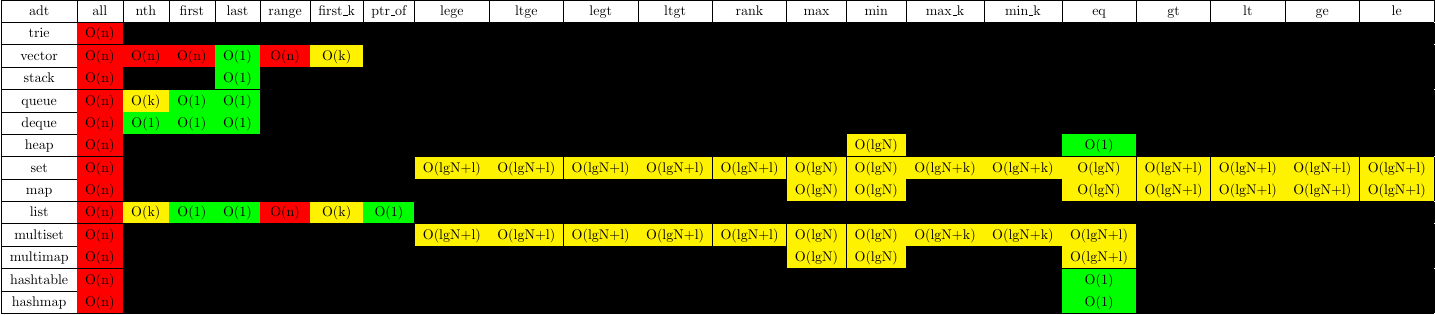 adt all nth first last range first_k ptr_of lege ltge legt ltgt rank max min max_k min_k eq gt lt ge le
trie O(n)
vector O(n) O(n) O(n) O(1) O(n) O(k)
stack O(n) O(1)
queue O(n) O(k) O(1) O(1)
deque O(n) O(1) O(1) O(1)
heap O(n) O(lgN) O(1)
set O(n) O(lgN+l) O(lgN+l) O(lgN+l) O(lgN+l) O(lgN+l) O(lgN) O(lgN) O(lgN+k) O(lgN+k) O(lgN) O(lgN+l) O(lgN+l) O(lgN+l) O(lgN+l)
map O(n) O(lgN) O(lgN) O(lgN) O(lgN+l) O(lgN+l) O(lgN+l) O(lgN+l)
list O(n) O(k) O(1) O(1) O(n) O(k) O(1)
multiset O(n) O(lgN+l) O(lgN+l) O(lgN+l) O(lgN+l) O(lgN+l) O(lgN) O(lgN) O(lgN+k) O(lgN+k) O(lgN+l)
multimap O(n) O(lgN) O(lgN) O(lgN+l)
hashtable O(n) O(1)
hashmap O(n) O(1)